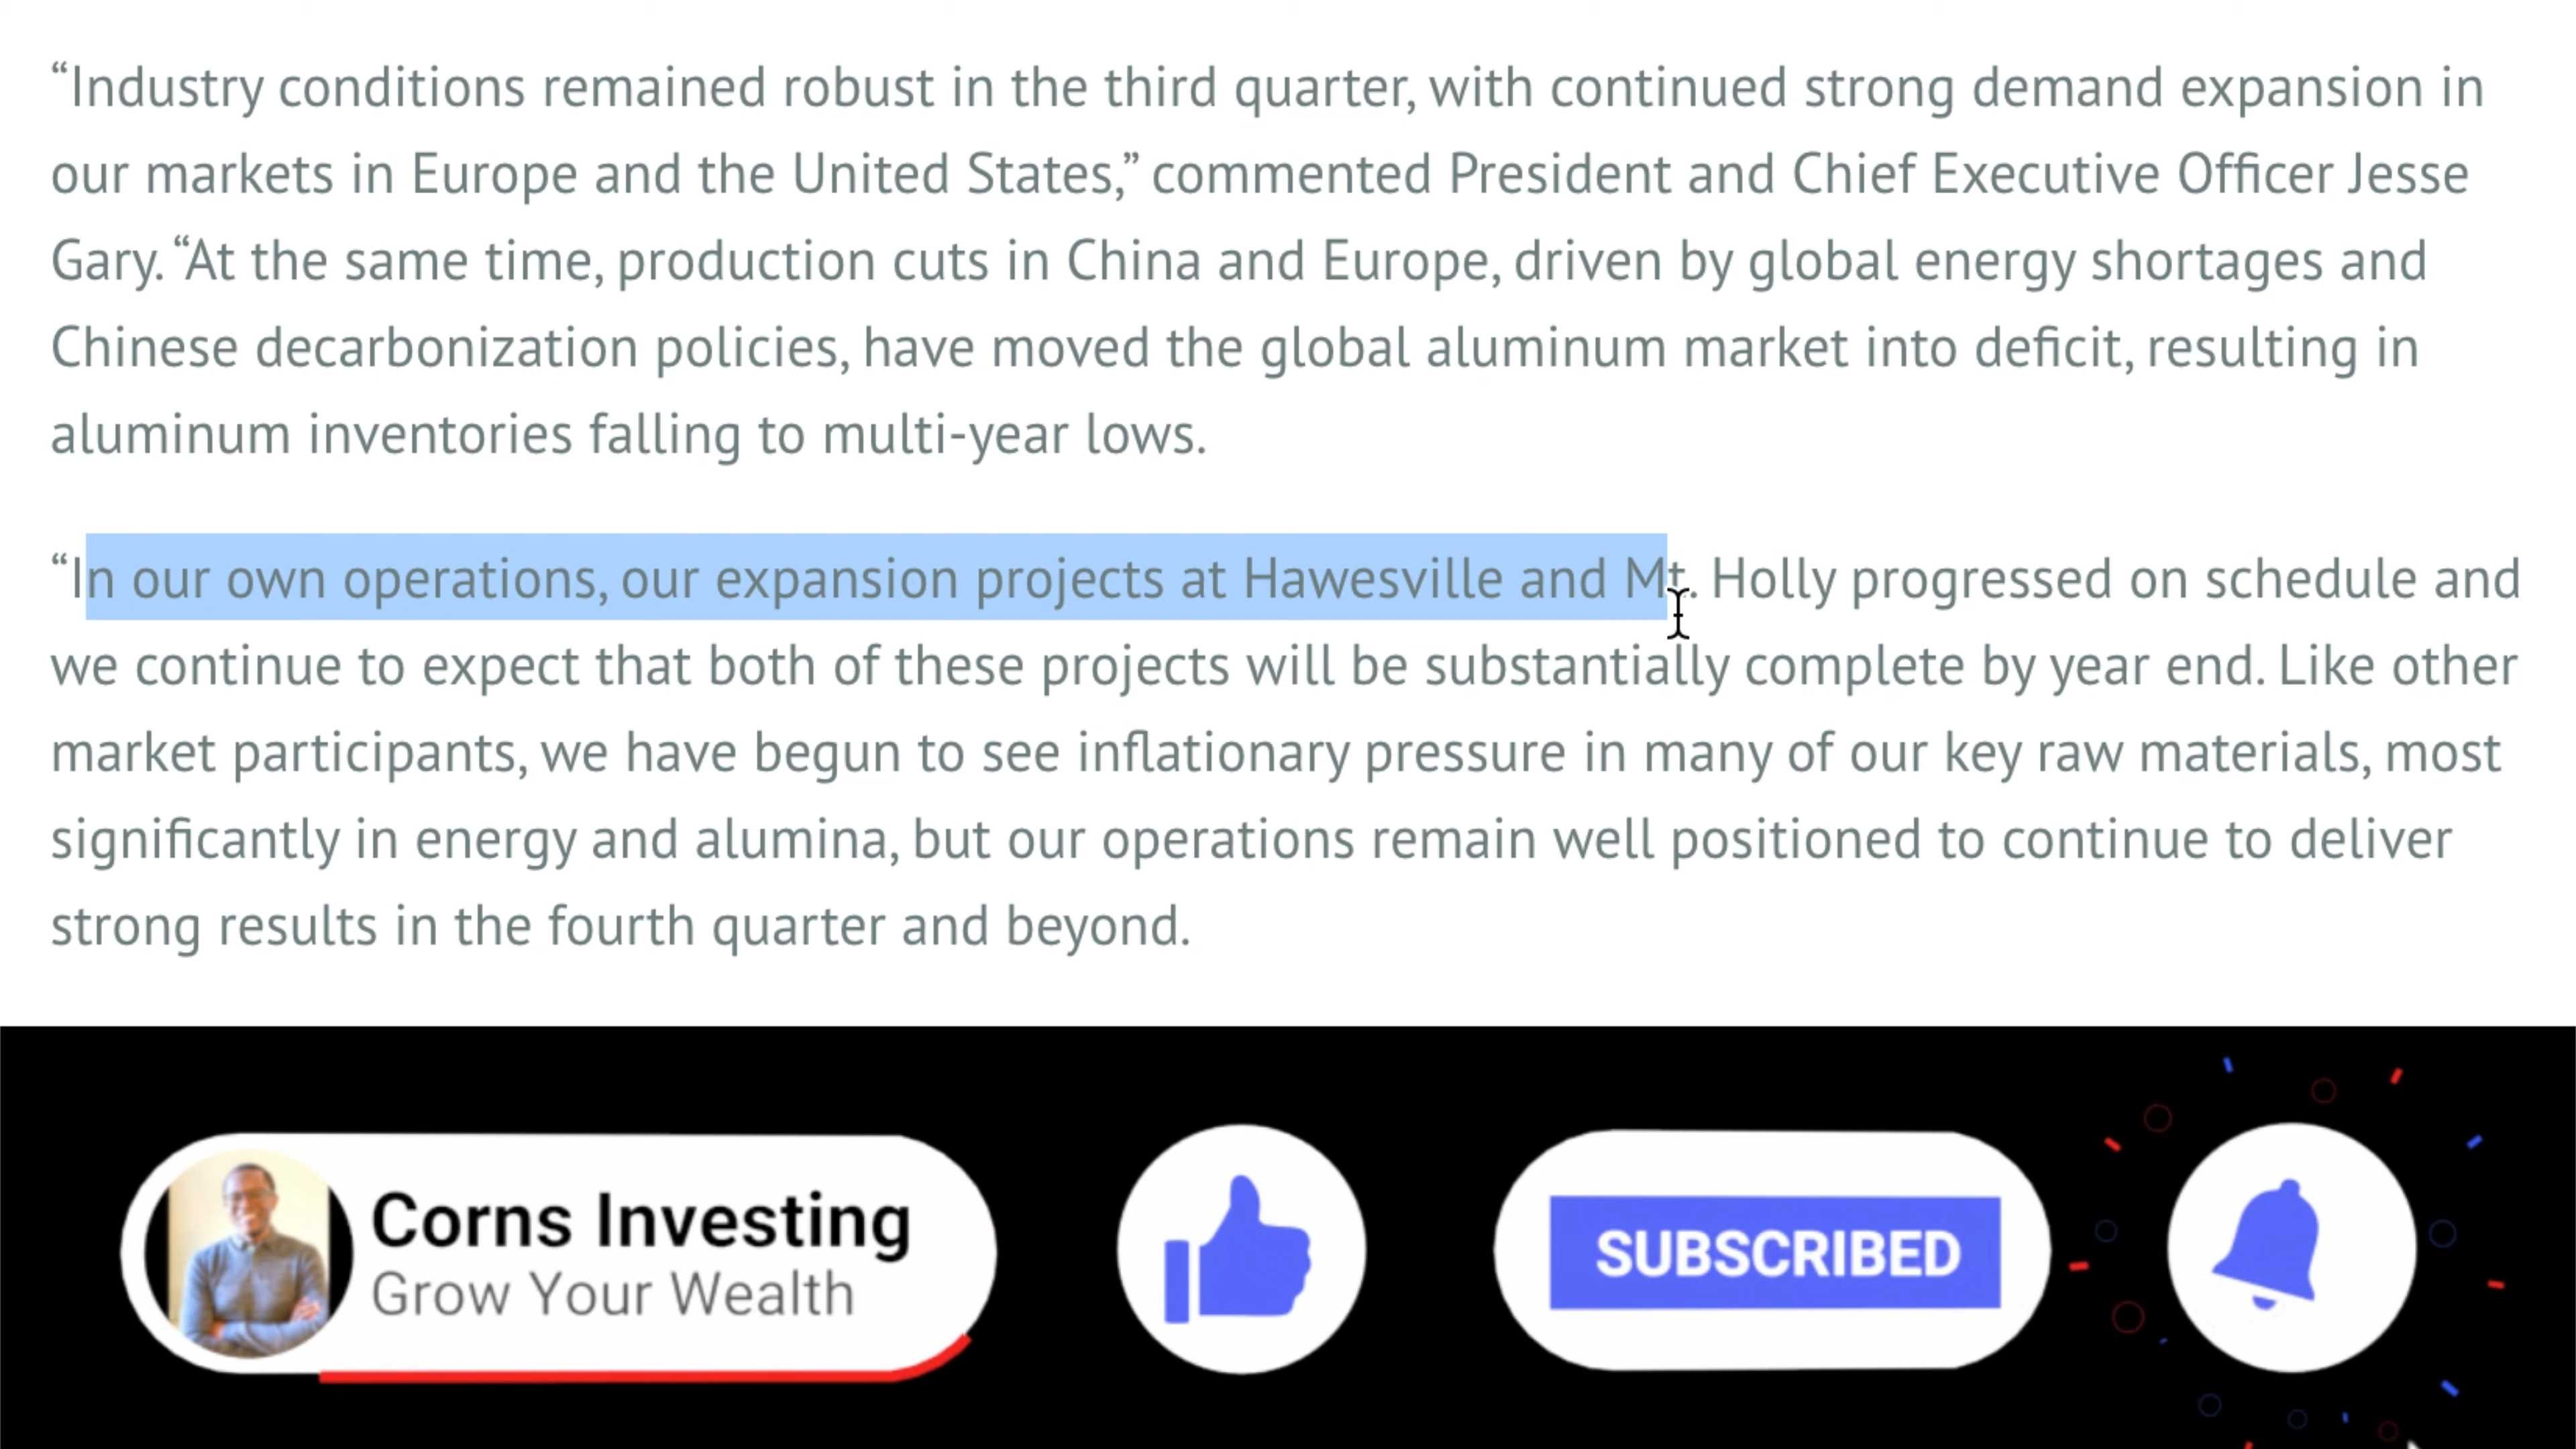 “Industry conditions remained robust in the third quarter, with continued strong demand expansion in
our markets in Europe and the United States,” commented President and Chief Executive Officer Jesse
Gary. “At the same time, production cuts in China and Europe, driven by global energy shortages and
Chinese decarbonization policies, have moved the global aluminum market into deficit, resulting in
aluminum inventories falling to multi-year lows.
“In our own operations, our expansion projects at Hawesville and Mt. Holly progressed on schedule and
we continue to expect that both of these projects will be substantially complete by year end. Like other
market participants, we have begun to see inflationary pressure in many of our key raw materials, most
significantly in energy and alumina, but our operations remain well positioned to continue to deliver
strong results in the fourth quarter and beyond.
Corns Investing
Grow Your Wealth
SUBSCRIBED